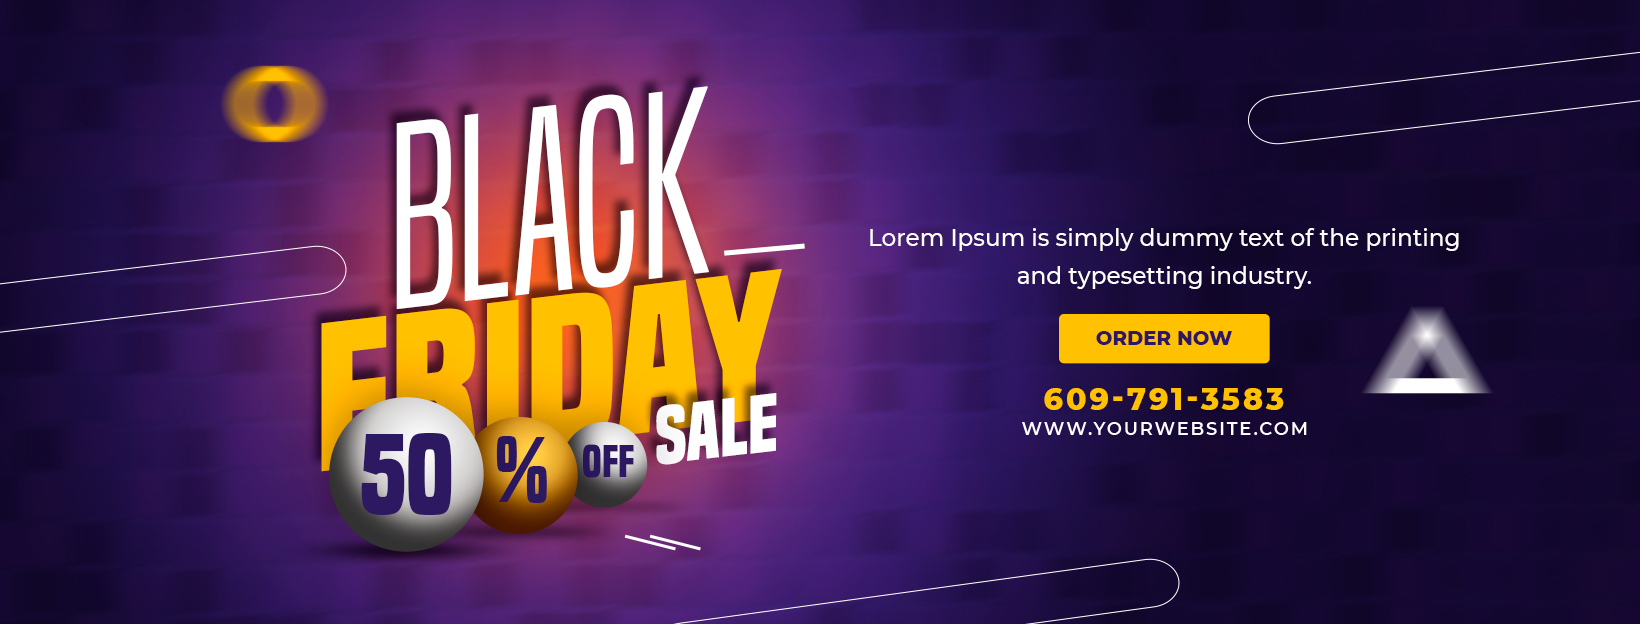 BLACK
FRIDAY
SALE
50 % OFF
Lorem Ipsum is simply dummy text of the printing
and typesetting industry.
ORDER NOW
609-791-3583
WWW.YOURWEBSITE.COM